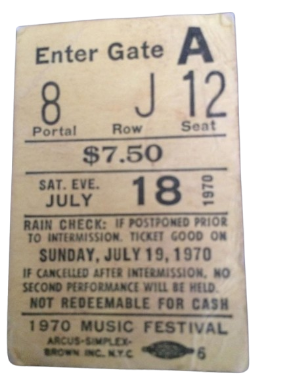 Enter Gate A
8 J 12
Portal Row Seat
$7.50
SAT. EVE.
JULY 18 1970
RAIN CHECK: IF POSTPONED PRIOR
TO INTERMISSION. TICKET GOOD ON
SUNDAY, JULY 19, 1970
IF CANCELLED AFTER INTERMISSION, NO
SECOND PERFORMANCE WILL BE HELD.
NOT REDEEMABLE FOR CASH
1970 MUSIC FESTIVAL
ARCUS-SIMPLEX-
BROWN, INC. N.Y.C. 6